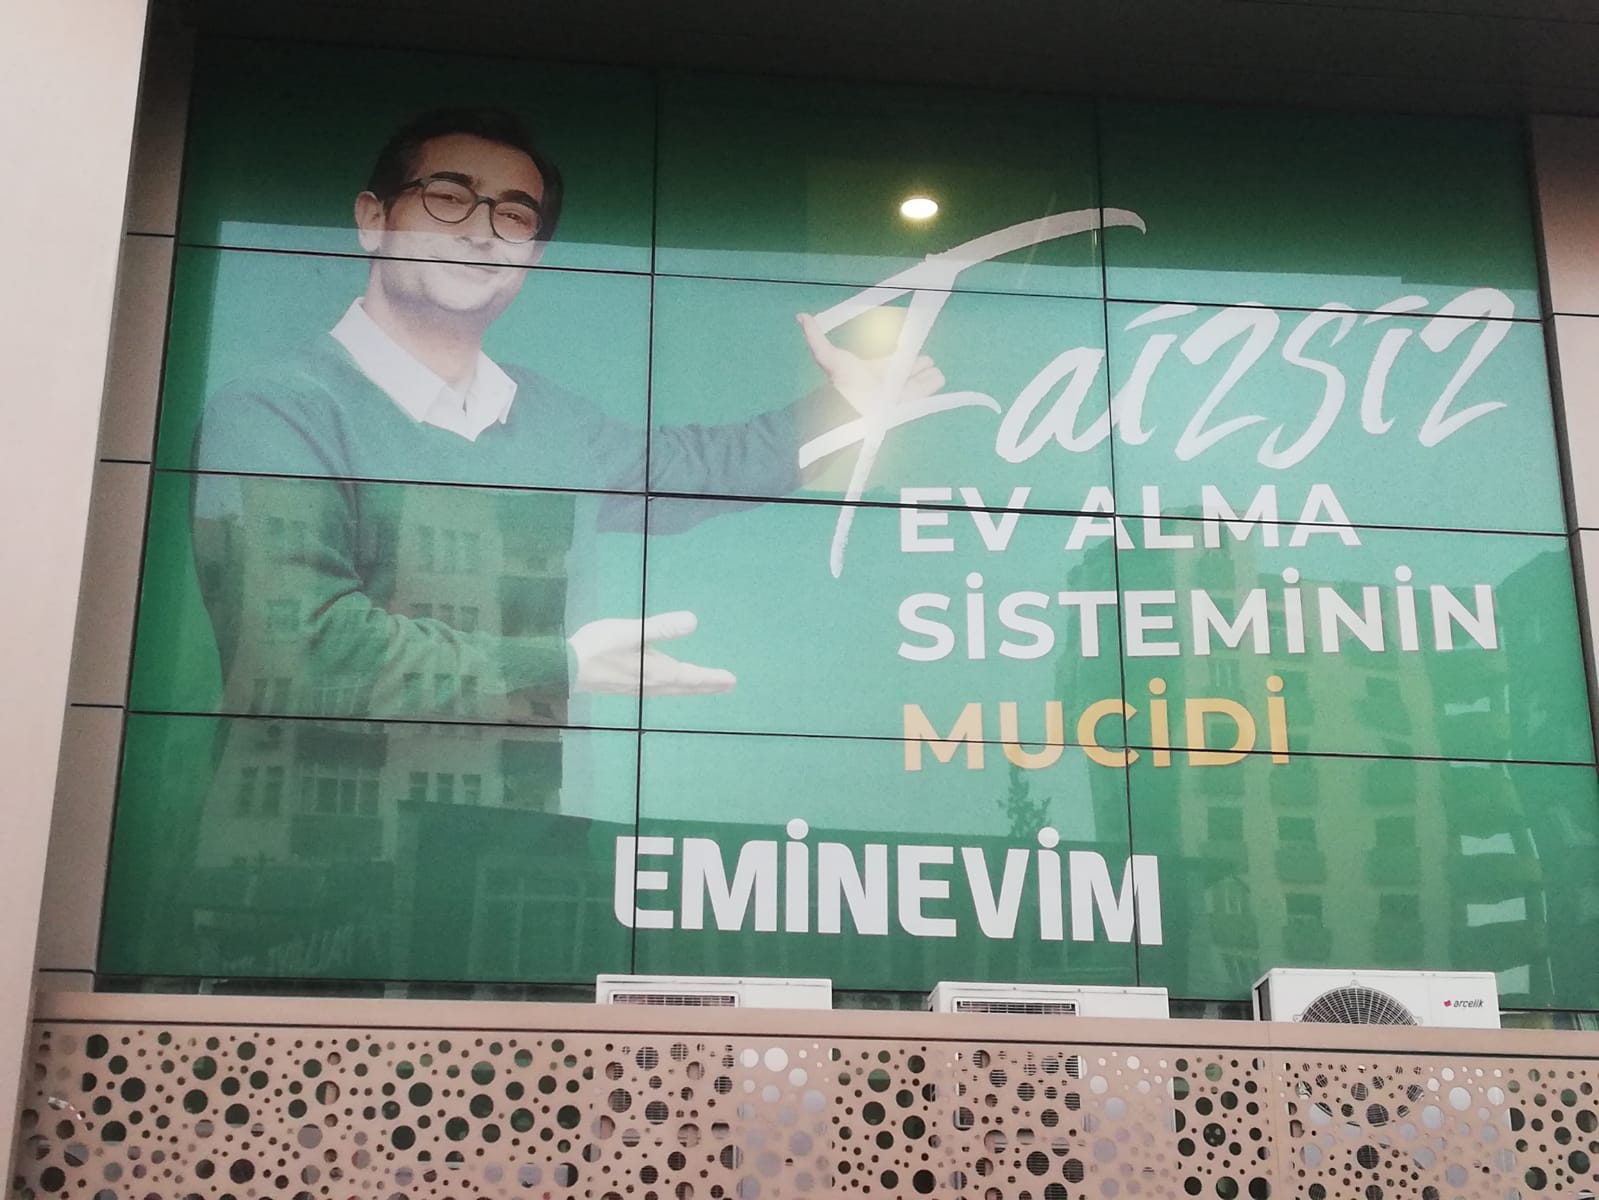 Faizsiz
EV ALMA
SİSTEMİNİN
MUCİDİ
EMİNEVİM
arçelik